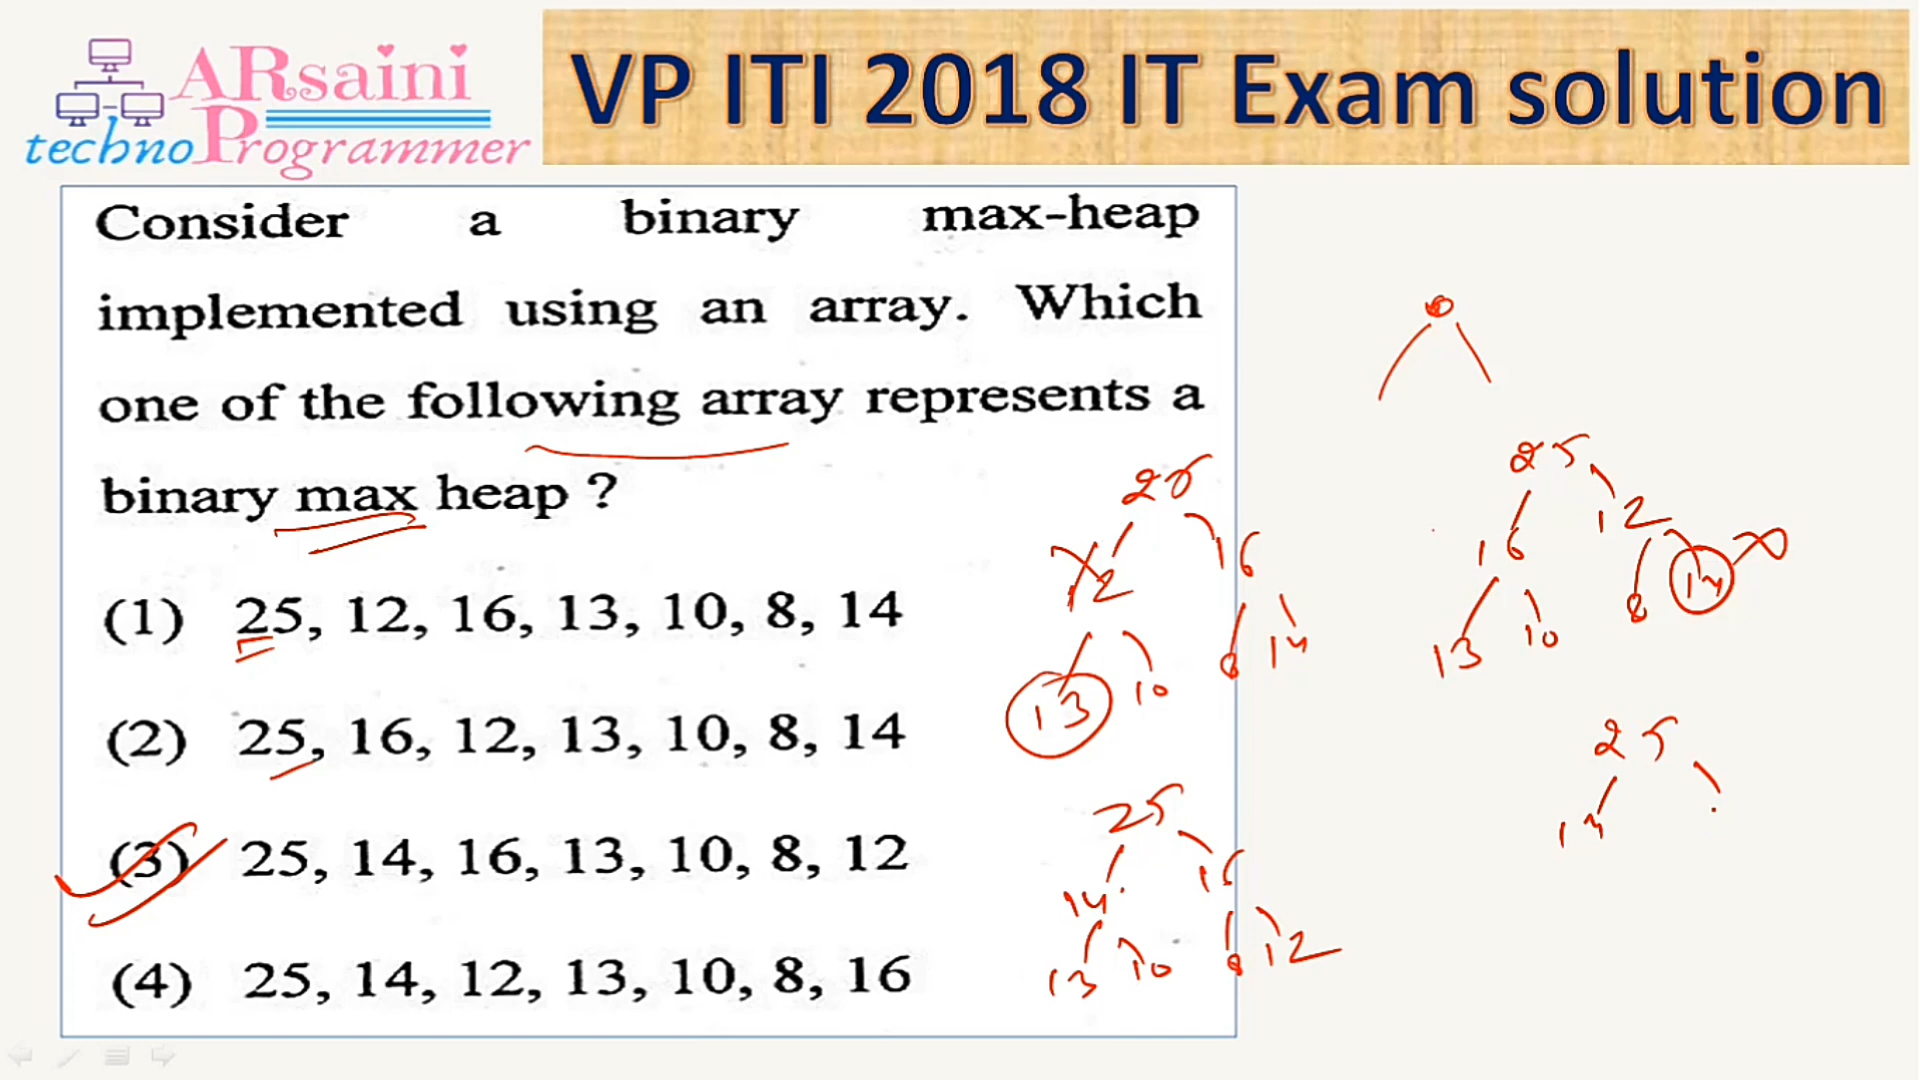 ARsaini
techno Programmer
VP ITI 2018 IT Exam solution
Consider a binary max-heap
implemented using an array. Which
one of the following array represents a
binary max heap ?
(1) 25, 12, 16, 13, 10, 8, 14
(2) 25, 16, 12, 13, 10, 8, 14
(3) 25, 14, 16, 13, 10, 8, 12
(4) 25, 14, 12, 13, 10, 8, 16
25
12 16
13 10 8 14
25
16 12
13 10 8 14
25
14 16
13 10 8 12
25
14